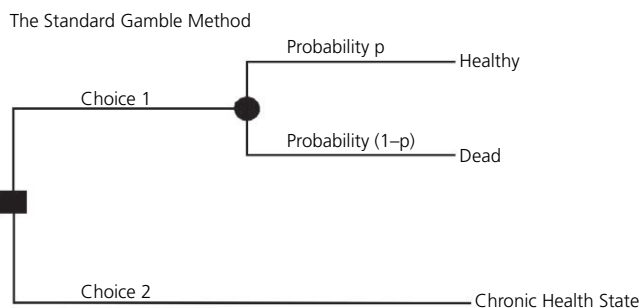 The Standard Gamble Method
Probability p
Healthy
Choice 1
Probability (1–p)
Dead
Choice 2
Chronic Health State